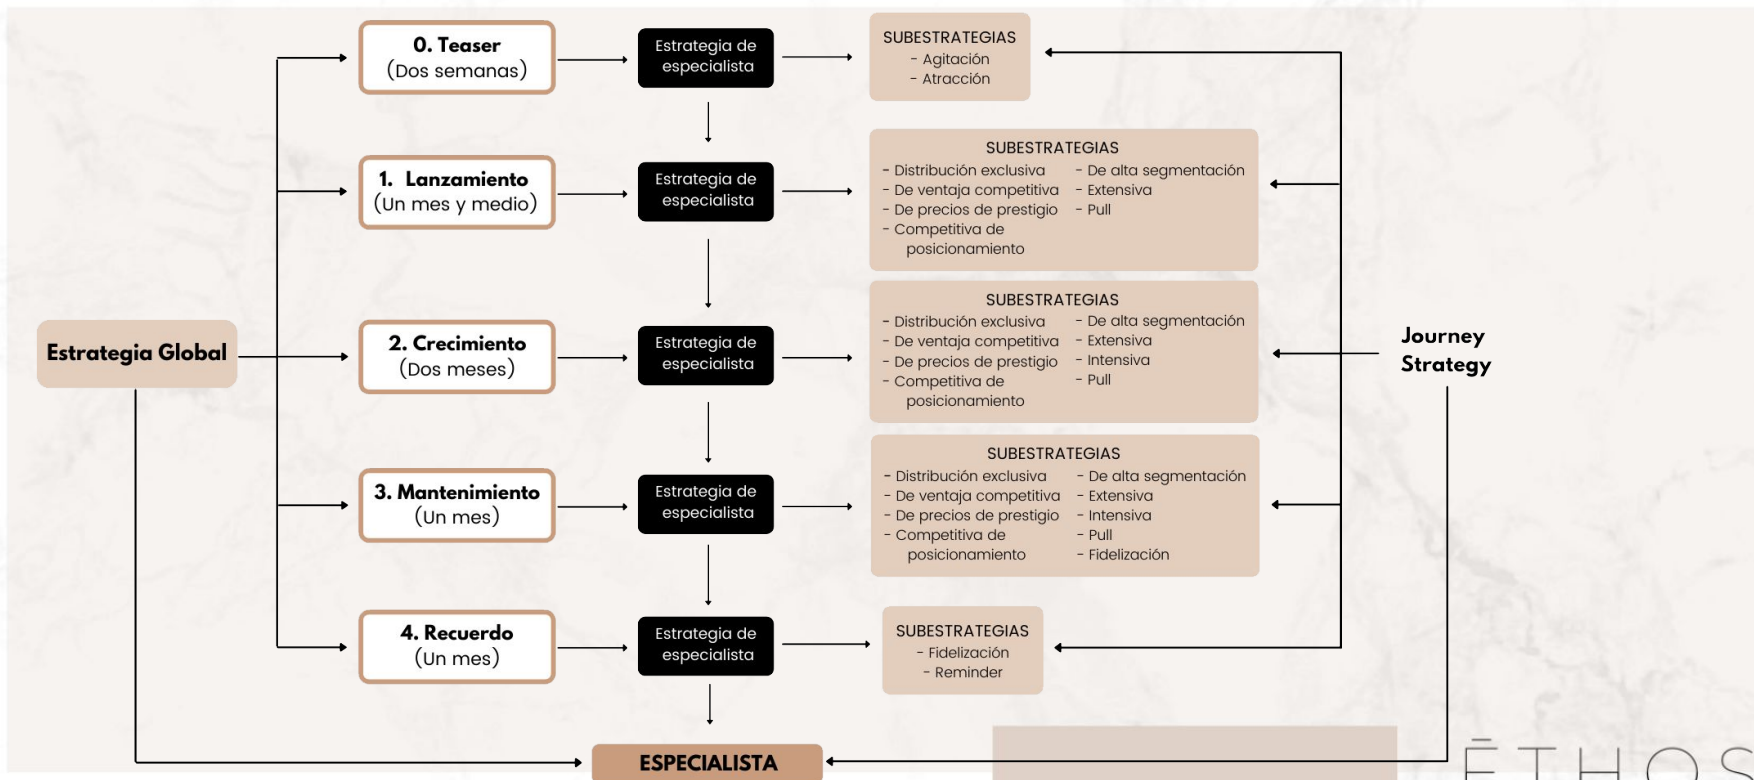 0. Teaser
(Dos semanas)
Estrategia de
especialista
SUBESTRATEGIAS
- Agitación
- Atracción
1. Lanzamiento
(Un mes y medio)
Estrategia de
especialista
SUBESTRATEGIAS
- Distribución exclusiva
- De ventaja competitiva
- De precios de prestigio
- Competitiva de
posicionamiento
- De alta segmentación
- Extensiva
- Pull
Estrategia Global
2. Crecimiento
(Dos meses)
Estrategia de
especialista
SUBESTRATEGIAS
- Distribución exclusiva
- De ventaja competitiva
- De precios de prestigio
- Competitiva de
posicionamiento
- De alta segmentación
- Extensiva
- Intensiva
- Pull
Journey
Strategy
3. Mantenimiento
(Un mes)
Estrategia de
especialista
SUBESTRATEGIAS
- Distribución exclusiva
- De ventaja competitiva
- De precios de prestigio
- Competitiva de
posicionamiento
- De alta segmentación
- Extensiva
- Intensiva
- Pull
- Fidelización
4. Recuerdo
(Un mes)
Estrategia de
especialista
SUBESTRATEGIAS
- Fidelización
- Reminder
ESPECIALISTA
ĒTHOS